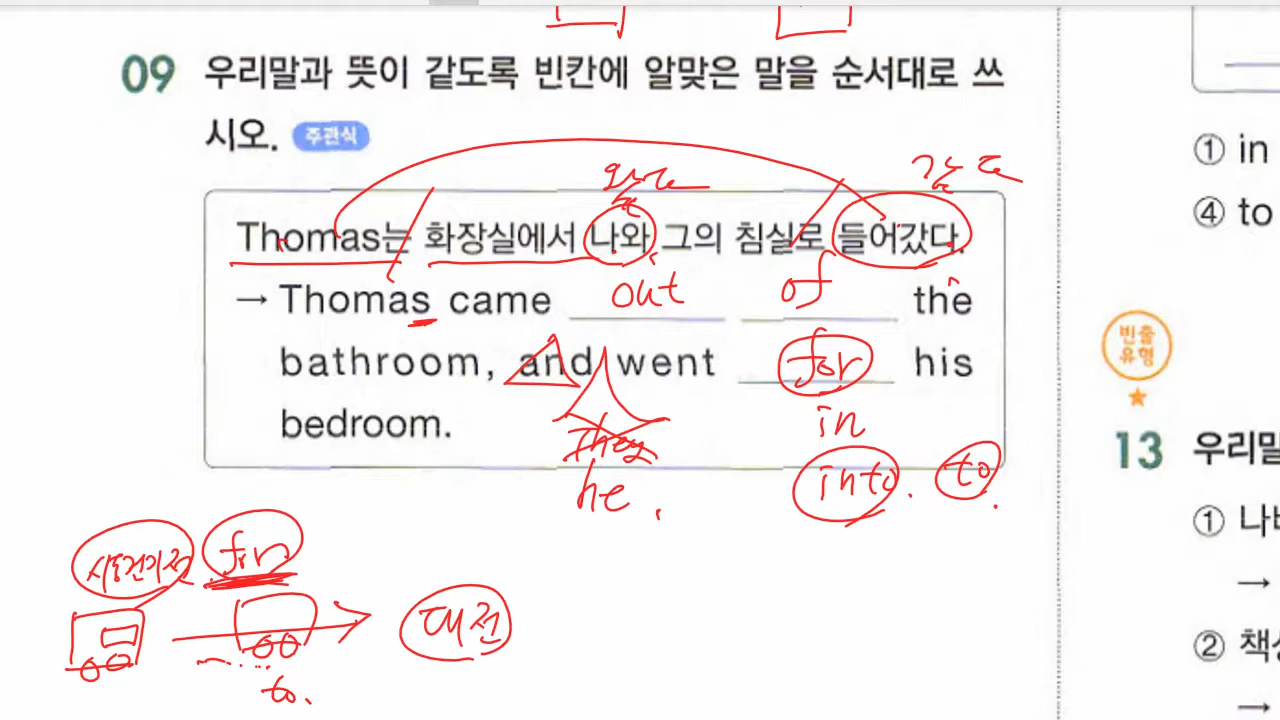 09 우리말과 뜻이 같도록 빈칸에 알맞은 말을 순서대로 쓰
시오. 주관식
Thomas는 화장실에서 나와 그의 침실로 들어갔다.
→ Thomas came out of the
bathroom, and went for his
bedroom.
in
They
he.
into. to.
for
대전
to.
① in
④ to
빈출
유형
13 우리말
①
→
② 책상
→